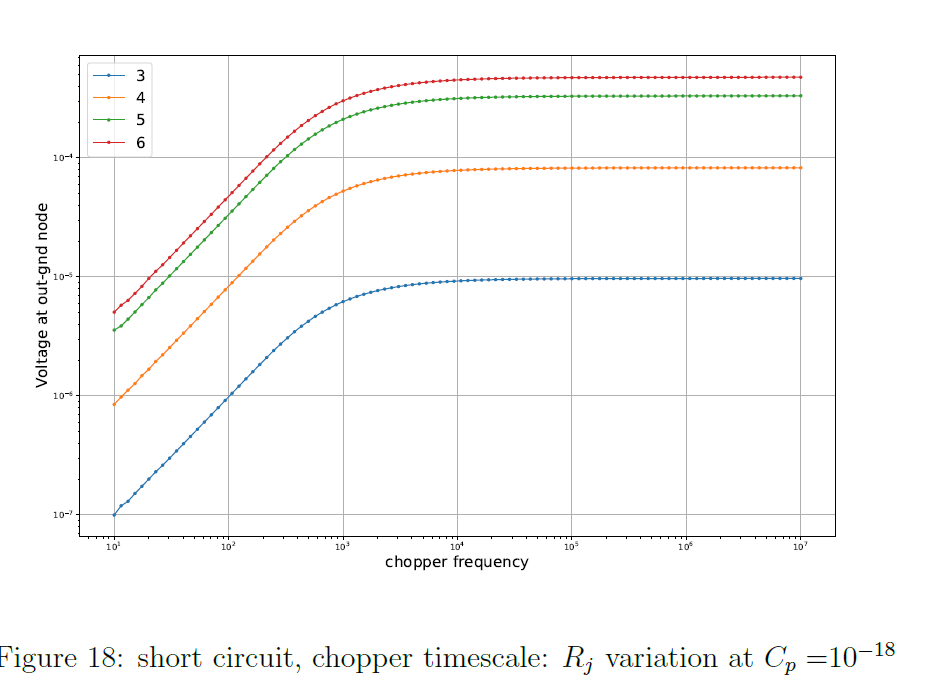 3
4
5
6
10⁻⁴
10⁻⁵
10⁻⁶
10⁻⁷
Voltage at out-gnd node
10¹ 10² 10³ 10⁴ 10⁵ 10⁶ 10⁷
chopper frequency
Figure 18: short circuit, chopper timescale: Rⱼ variation at Cₚ =10⁻¹⁸